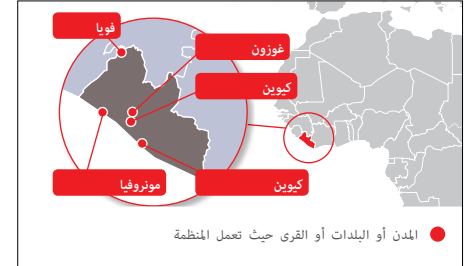 فويا
غوزون
كيوين
مونروفيا
كيوين
المدن أو البلدات أو القرى حيث تعمل المنظمة